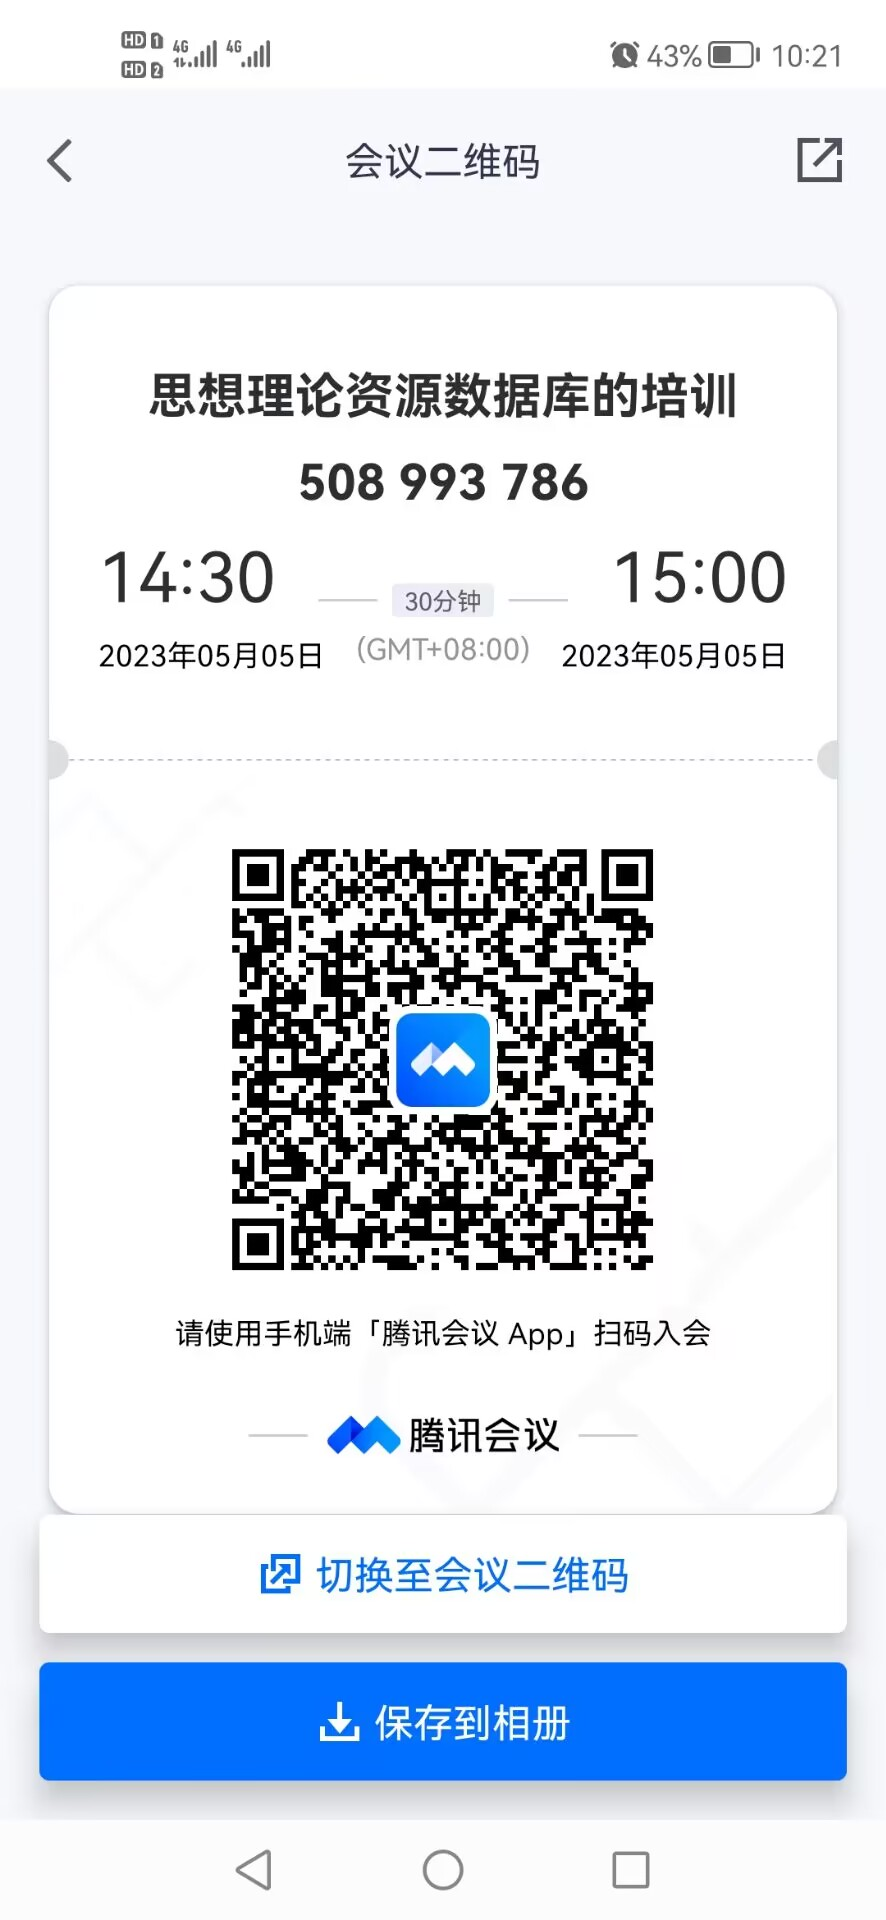 HD 1 4G 4G 43% 10:21
HD 2
会议二维码
思想理论资源数据库的培训
508 993 786
14:30 30分钟 15:00
2023年05月05日 (GMT+08:00) 2023年05月05日
请使用手机端「腾讯会议 App」扫码入会
腾讯会议
切换至会议二维码
保存到相册